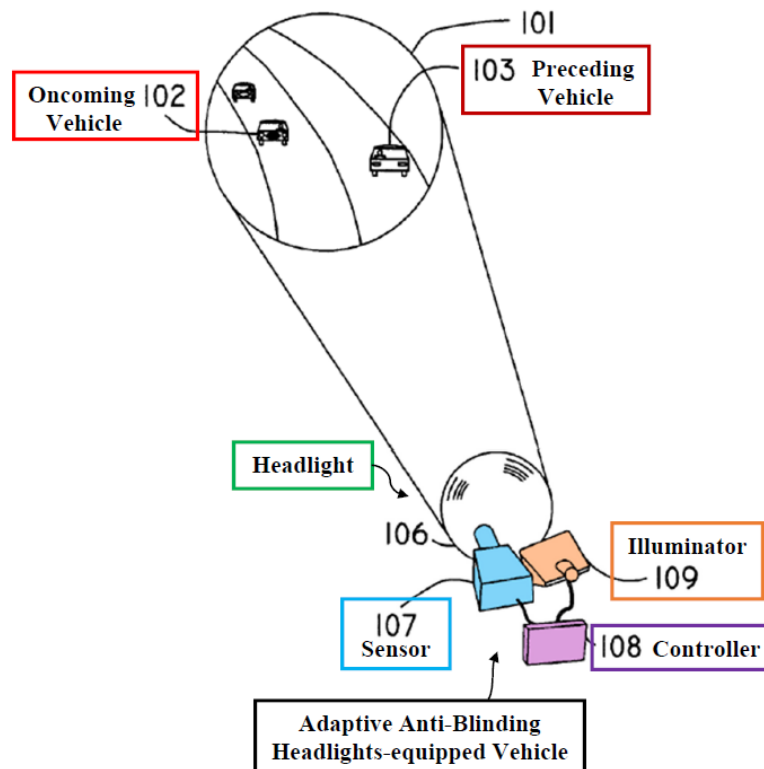 101
103 Preceding
Vehicle
Oncoming 102
Vehicle
Headlight
106
Illuminator
109
107
Sensor
108 Controller
Adaptive Anti-Blinding
Headlights-equipped Vehicle